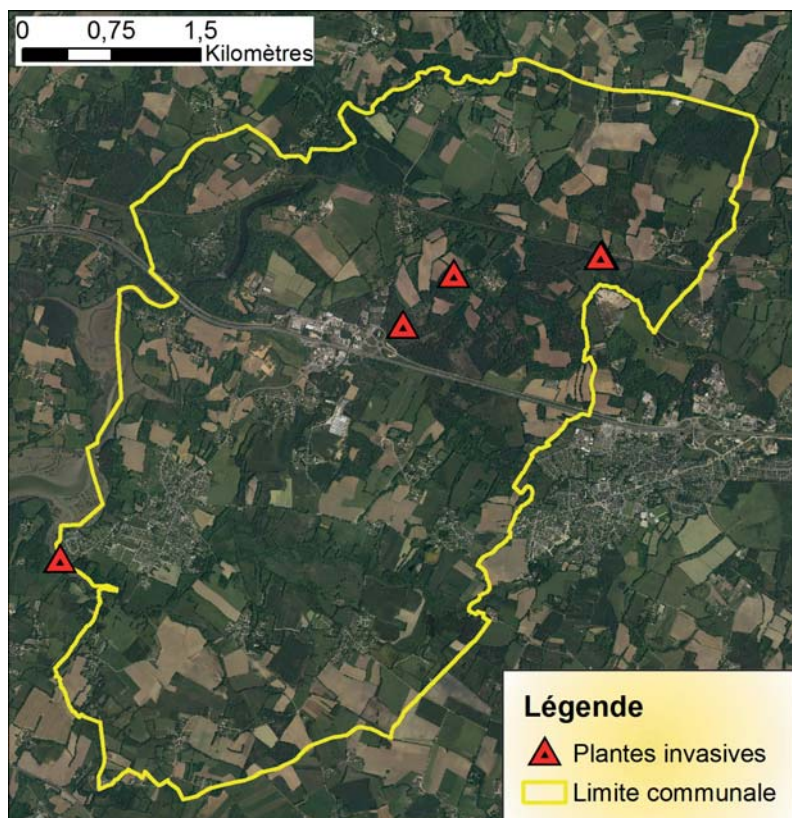 0 0,75 1,5
Kilomètres
Légende
Plantes invasives
Limite communale